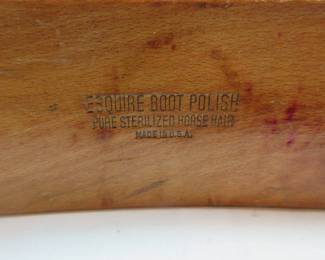 ESQUIRE BOOT POLISH
PURE STERILIZED HORSE HAIR
MADE IN U.S.A.